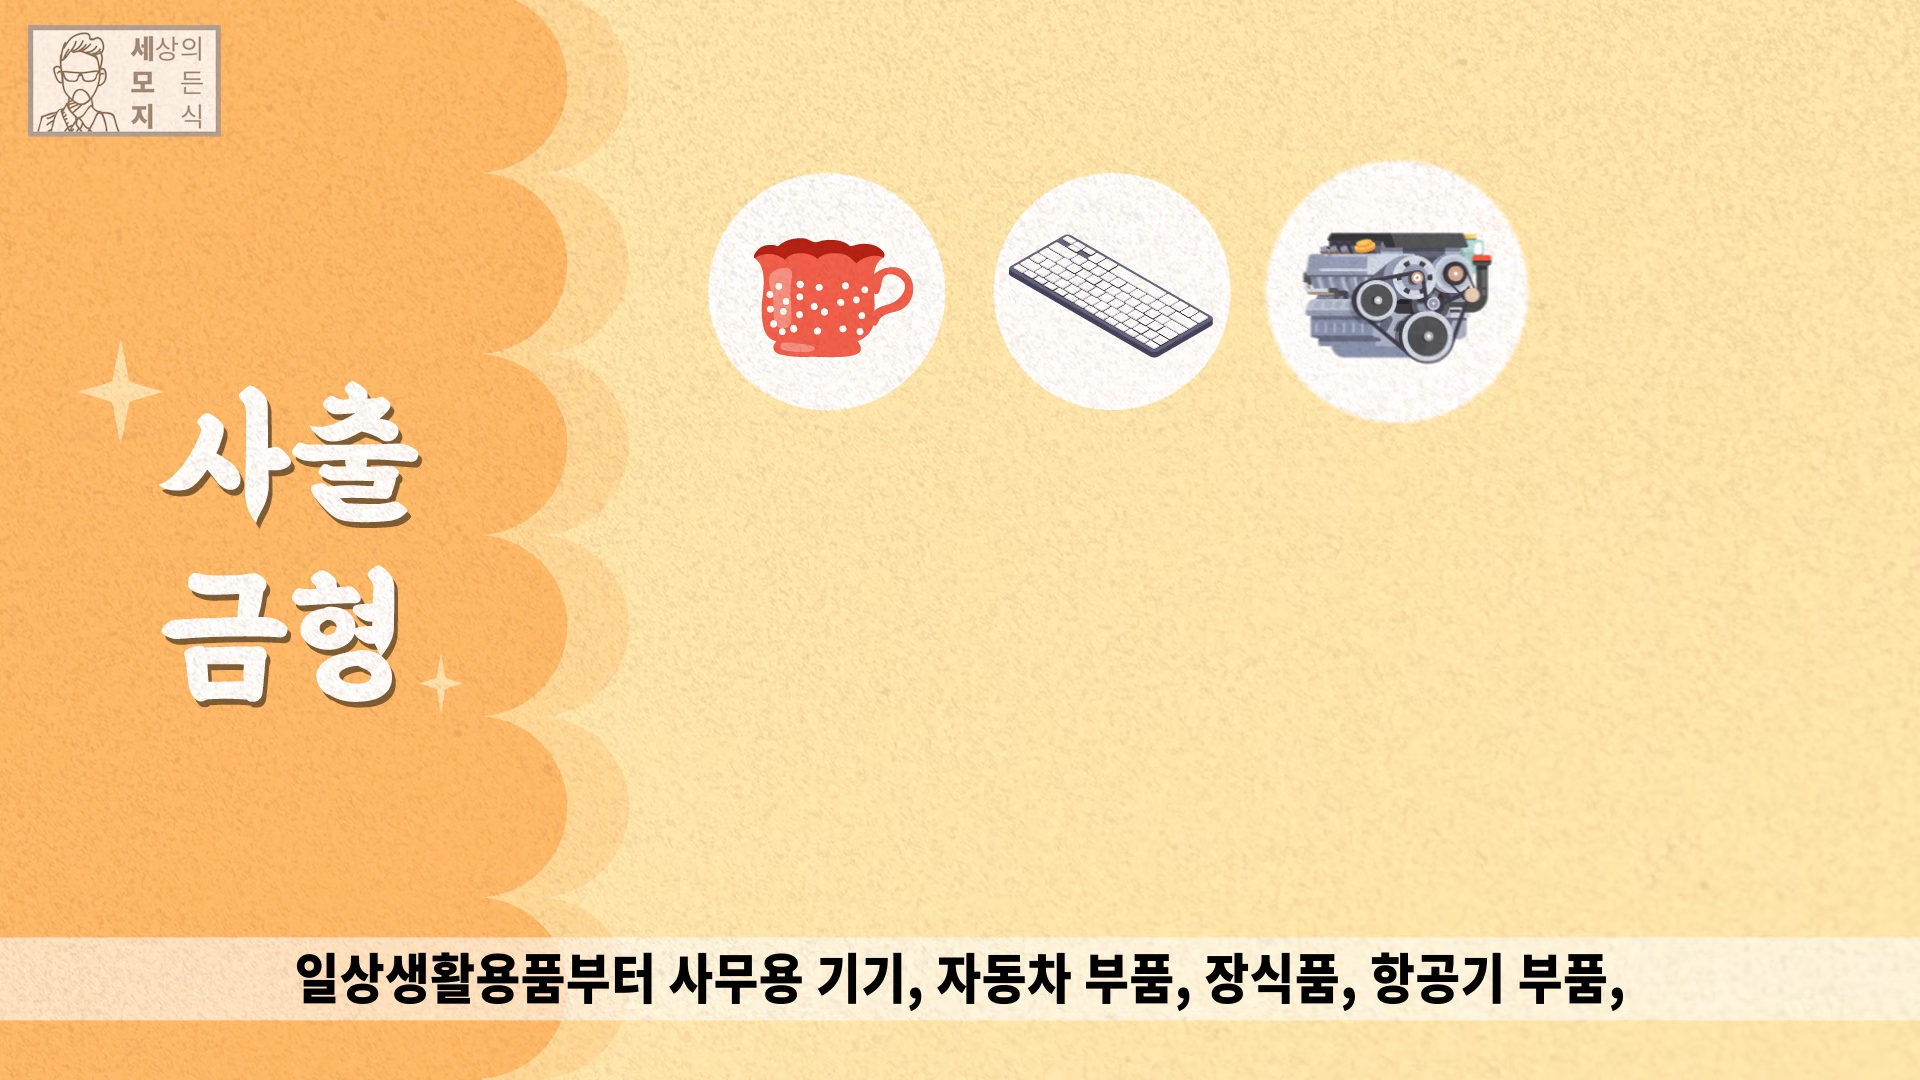 세상의
모든
지식
사출
금형
일상생활용품부터 사무용 기기, 자동차 부품, 장식품, 항공기 부품,